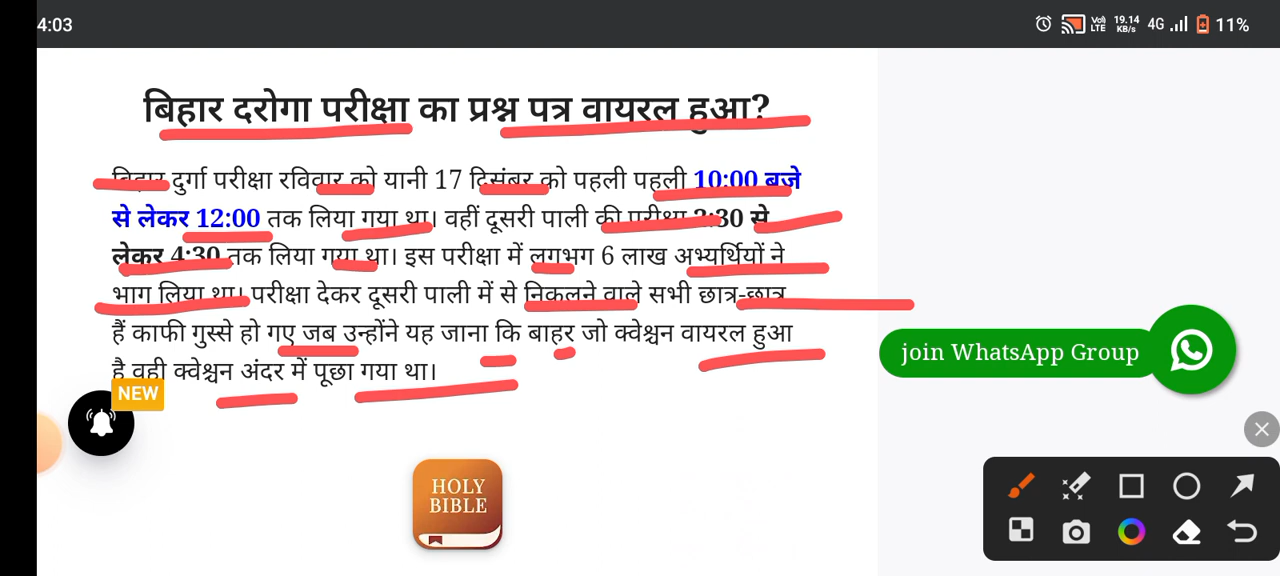 4:03
Vo)) LTE 19.14 KB/s 4G 11%
बिहार दरोगा परीक्षा का प्रश्न पत्र वायरल हुआ?
बिहार दुर्गा परीक्षा रविवार को यानी 17 दिसंबर को पहली पहली 10:00 बजे
से लेकर 12:00 तक लिया गया था। वहीं दूसरी पाली की परीक्षा 2:30 से
लेकर 4:30 तक लिया गया था। इस परीक्षा में लगभग 6 लाख अभ्यर्थियों ने
भाग लिया था। परीक्षा देकर दूसरी पाली में से निकलने वाले सभी छात्र-छात्र
हैं काफी गुस्से हो गए जब उन्होंने यह जाना कि बाहर जो क्वेश्चन वायरल हुआ
है वही क्वेश्चन अंदर में पूछा गया था।
join WhatsApp Group
NEW
HOLY
BIBLE